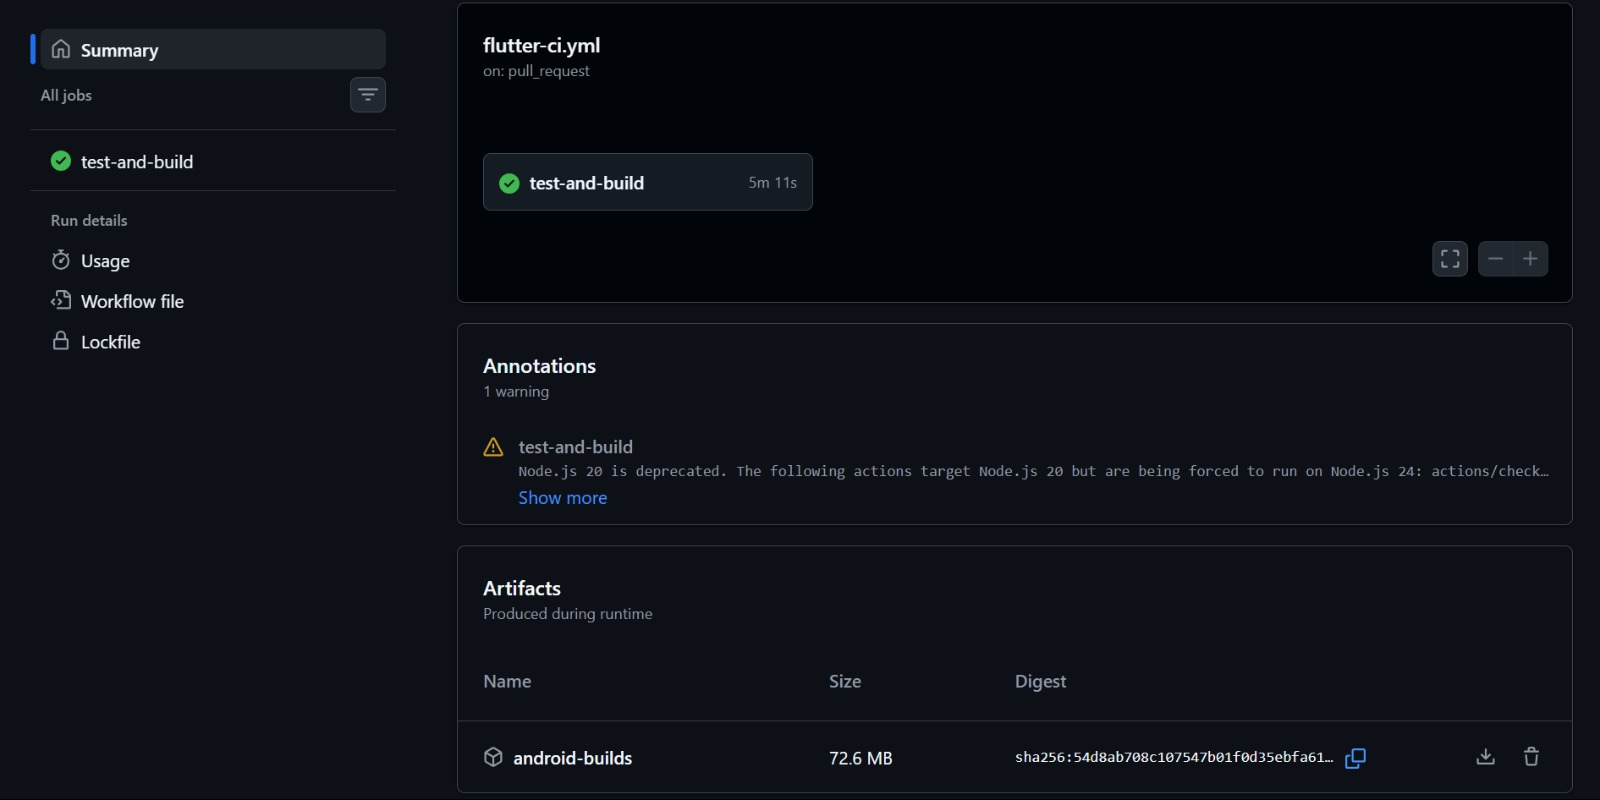 Summary
All jobs
test-and-build
Run details
Usage
Workflow file
Lockfile
flutter-ci.yml
on: pull_request
test-and-build 5m 11s
Annotations
1 warning
test-and-build
Node.js 20 is deprecated. The following actions target Node.js 20 but are being forced to run on Node.js 24: actions/check…
Show more
Artifacts
Produced during runtime
Name Size Digest
android-builds 72.6 MB sha256:54d8ab708c107547b01f0d35ebfa61…